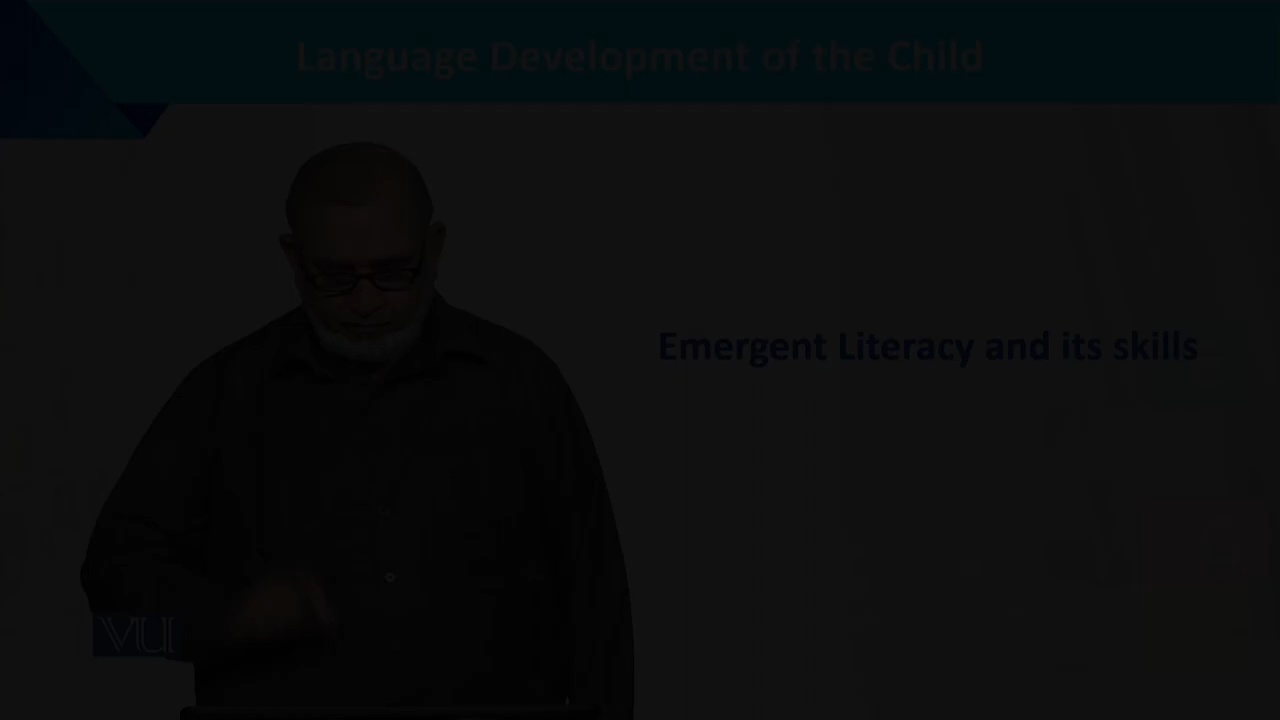 Language Development of the Child
Emergent Literacy and its skills
VU